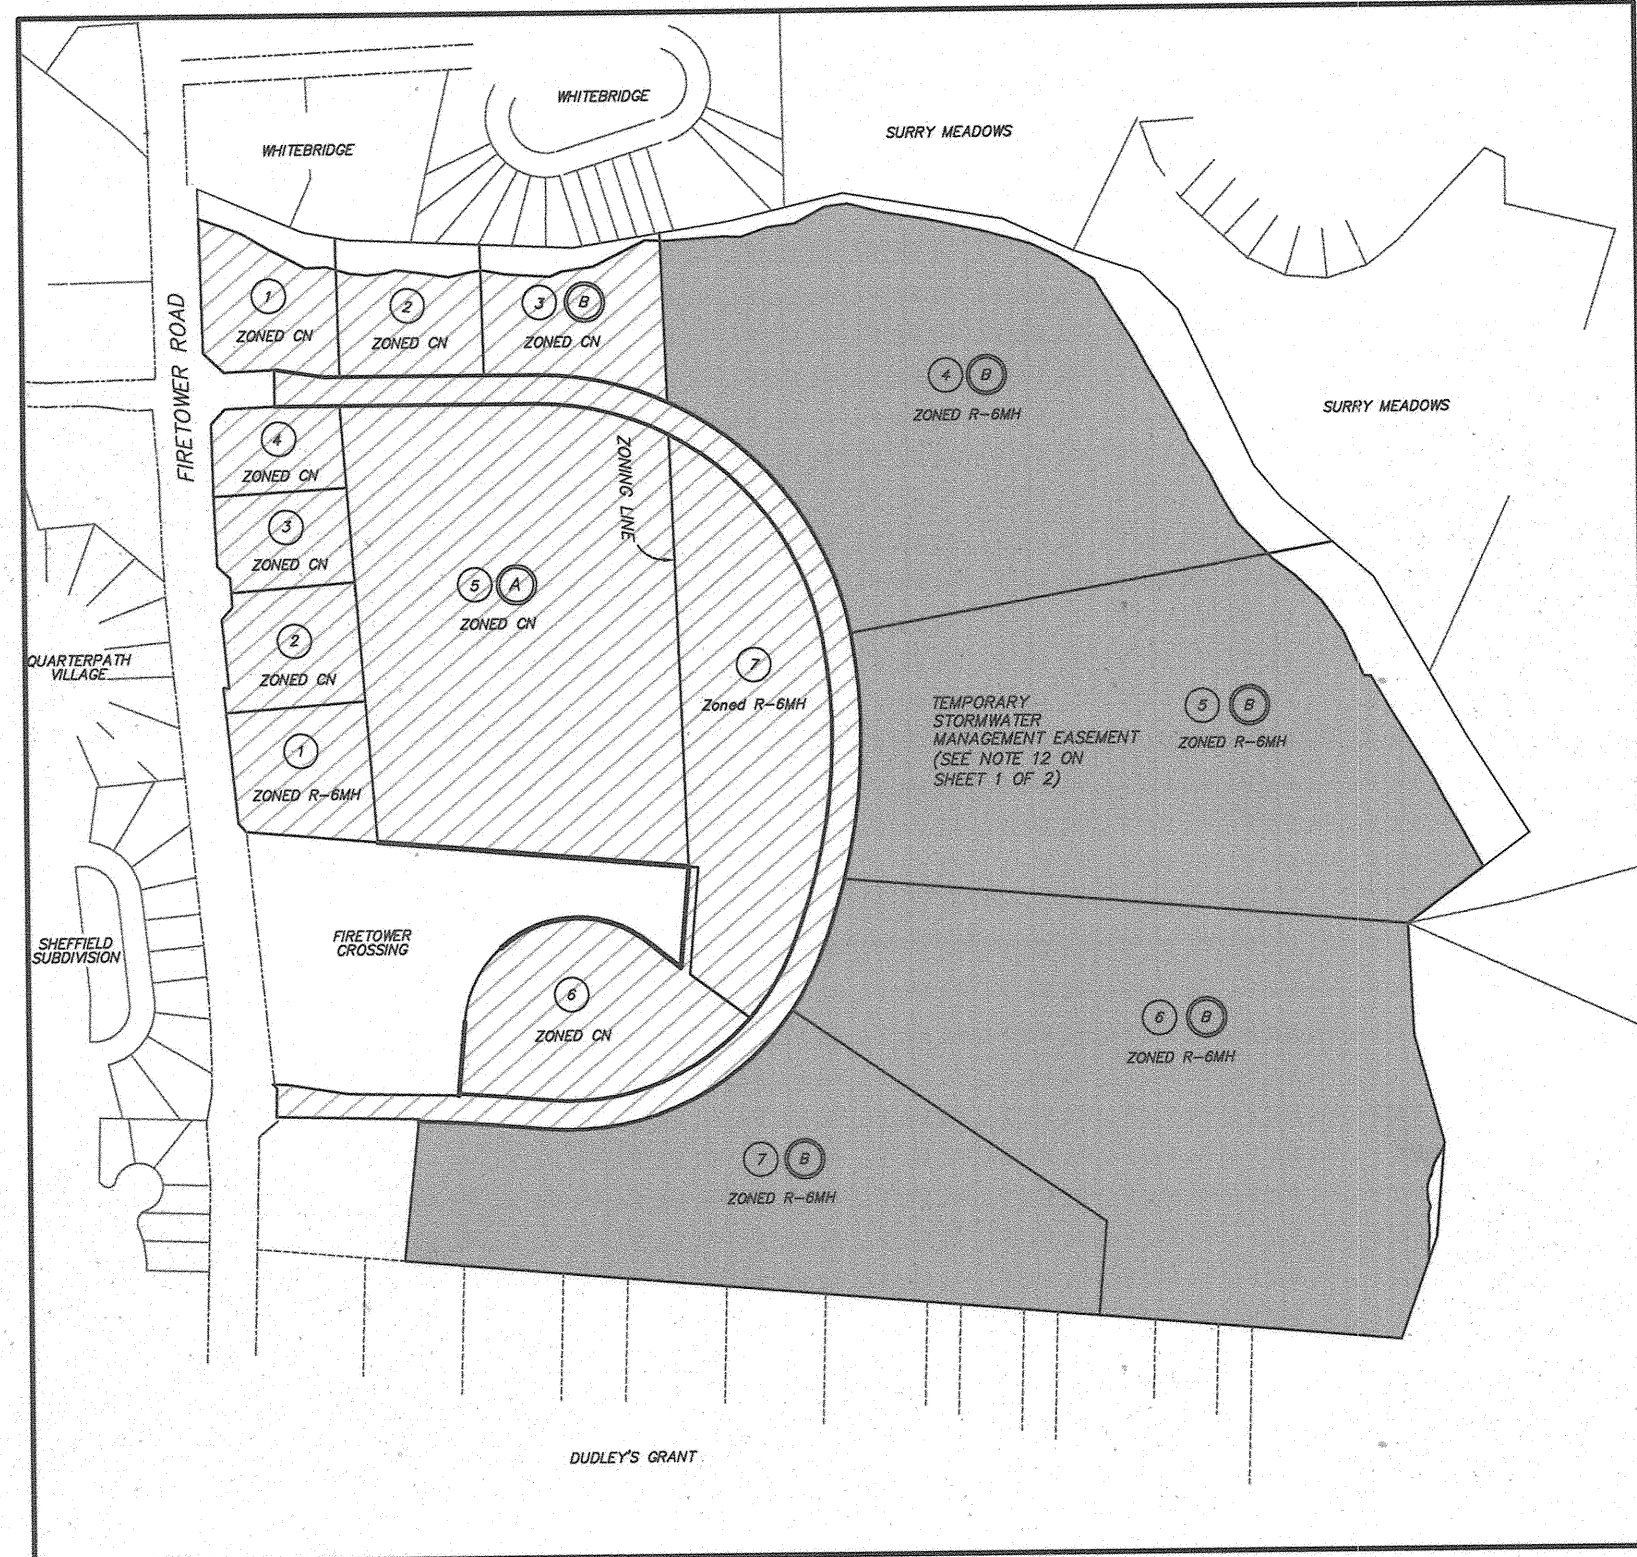 WHITEBRIDGE
WHITEBRIDGE
SURRY MEADOWS
1
ZONED CN
2
ZONED CN
3 B
ZONED CN
4 B
ZONED R-6MH
SURRY MEADOWS
FIRETOWER ROAD
4
ZONED CN
ZONING LINE
3
ZONED CN
5 A
ZONED CN
2
ZONED CN
QUARTERPATH
VILLAGE
7
Zoned R-6MH
TEMPORARY
STORMWATER
MANAGEMENT EASEMENT
(SEE NOTE 12 ON
SHEET 1 OF 2)
5 B
ZONED R-6MH
1
ZONED R-6MH
FIRETOWER
CROSSING
SHEFFIELD
SUBDIVISION
6
ZONED CN
6 B
ZONED R-6MH
7 B
ZONED R-6MH
DUDLEY'S GRANT